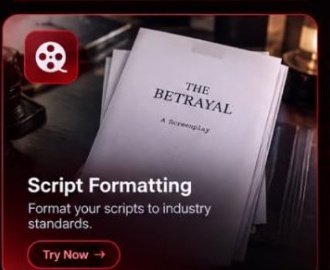 THE
BETRAYAL
A Screenplay
Script Formatting
Format your scripts to industry
standards.
Try Now →